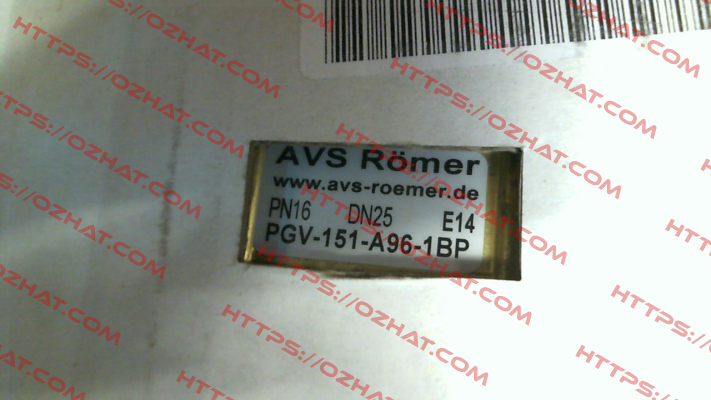 AVS Römer
www.avs-roemer.de
PN16 DN25 E14
PGV-151-A96-1BP
HTTPS://OZHAT.COM